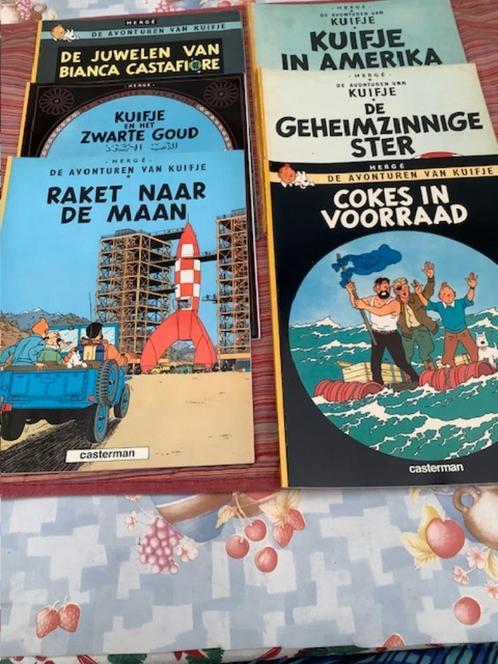 HERGÉ
DE AVONTUREN VAN KUIFJE
DE JUWELEN VAN
BIANCA CASTAFIORE
HERGÉ
KUIFJE
EN HET
ZWARTE GOUD
HERGÉ
DE AVONTUREN VAN KUIFJE
RAKET NAAR
DE MAAN
casterman
HERGÉ
DE AVONTUREN VAN
KUIFJE
KUIFJE
IN AMERIKA
HERGÉ
DE AVONTUREN VAN
KUIFJE
DE
GEHEIMZINNIGE
STER
HERGÉ
DE AVONTUREN VAN KUIFJE
COKES IN
VOORRAAD
casterman